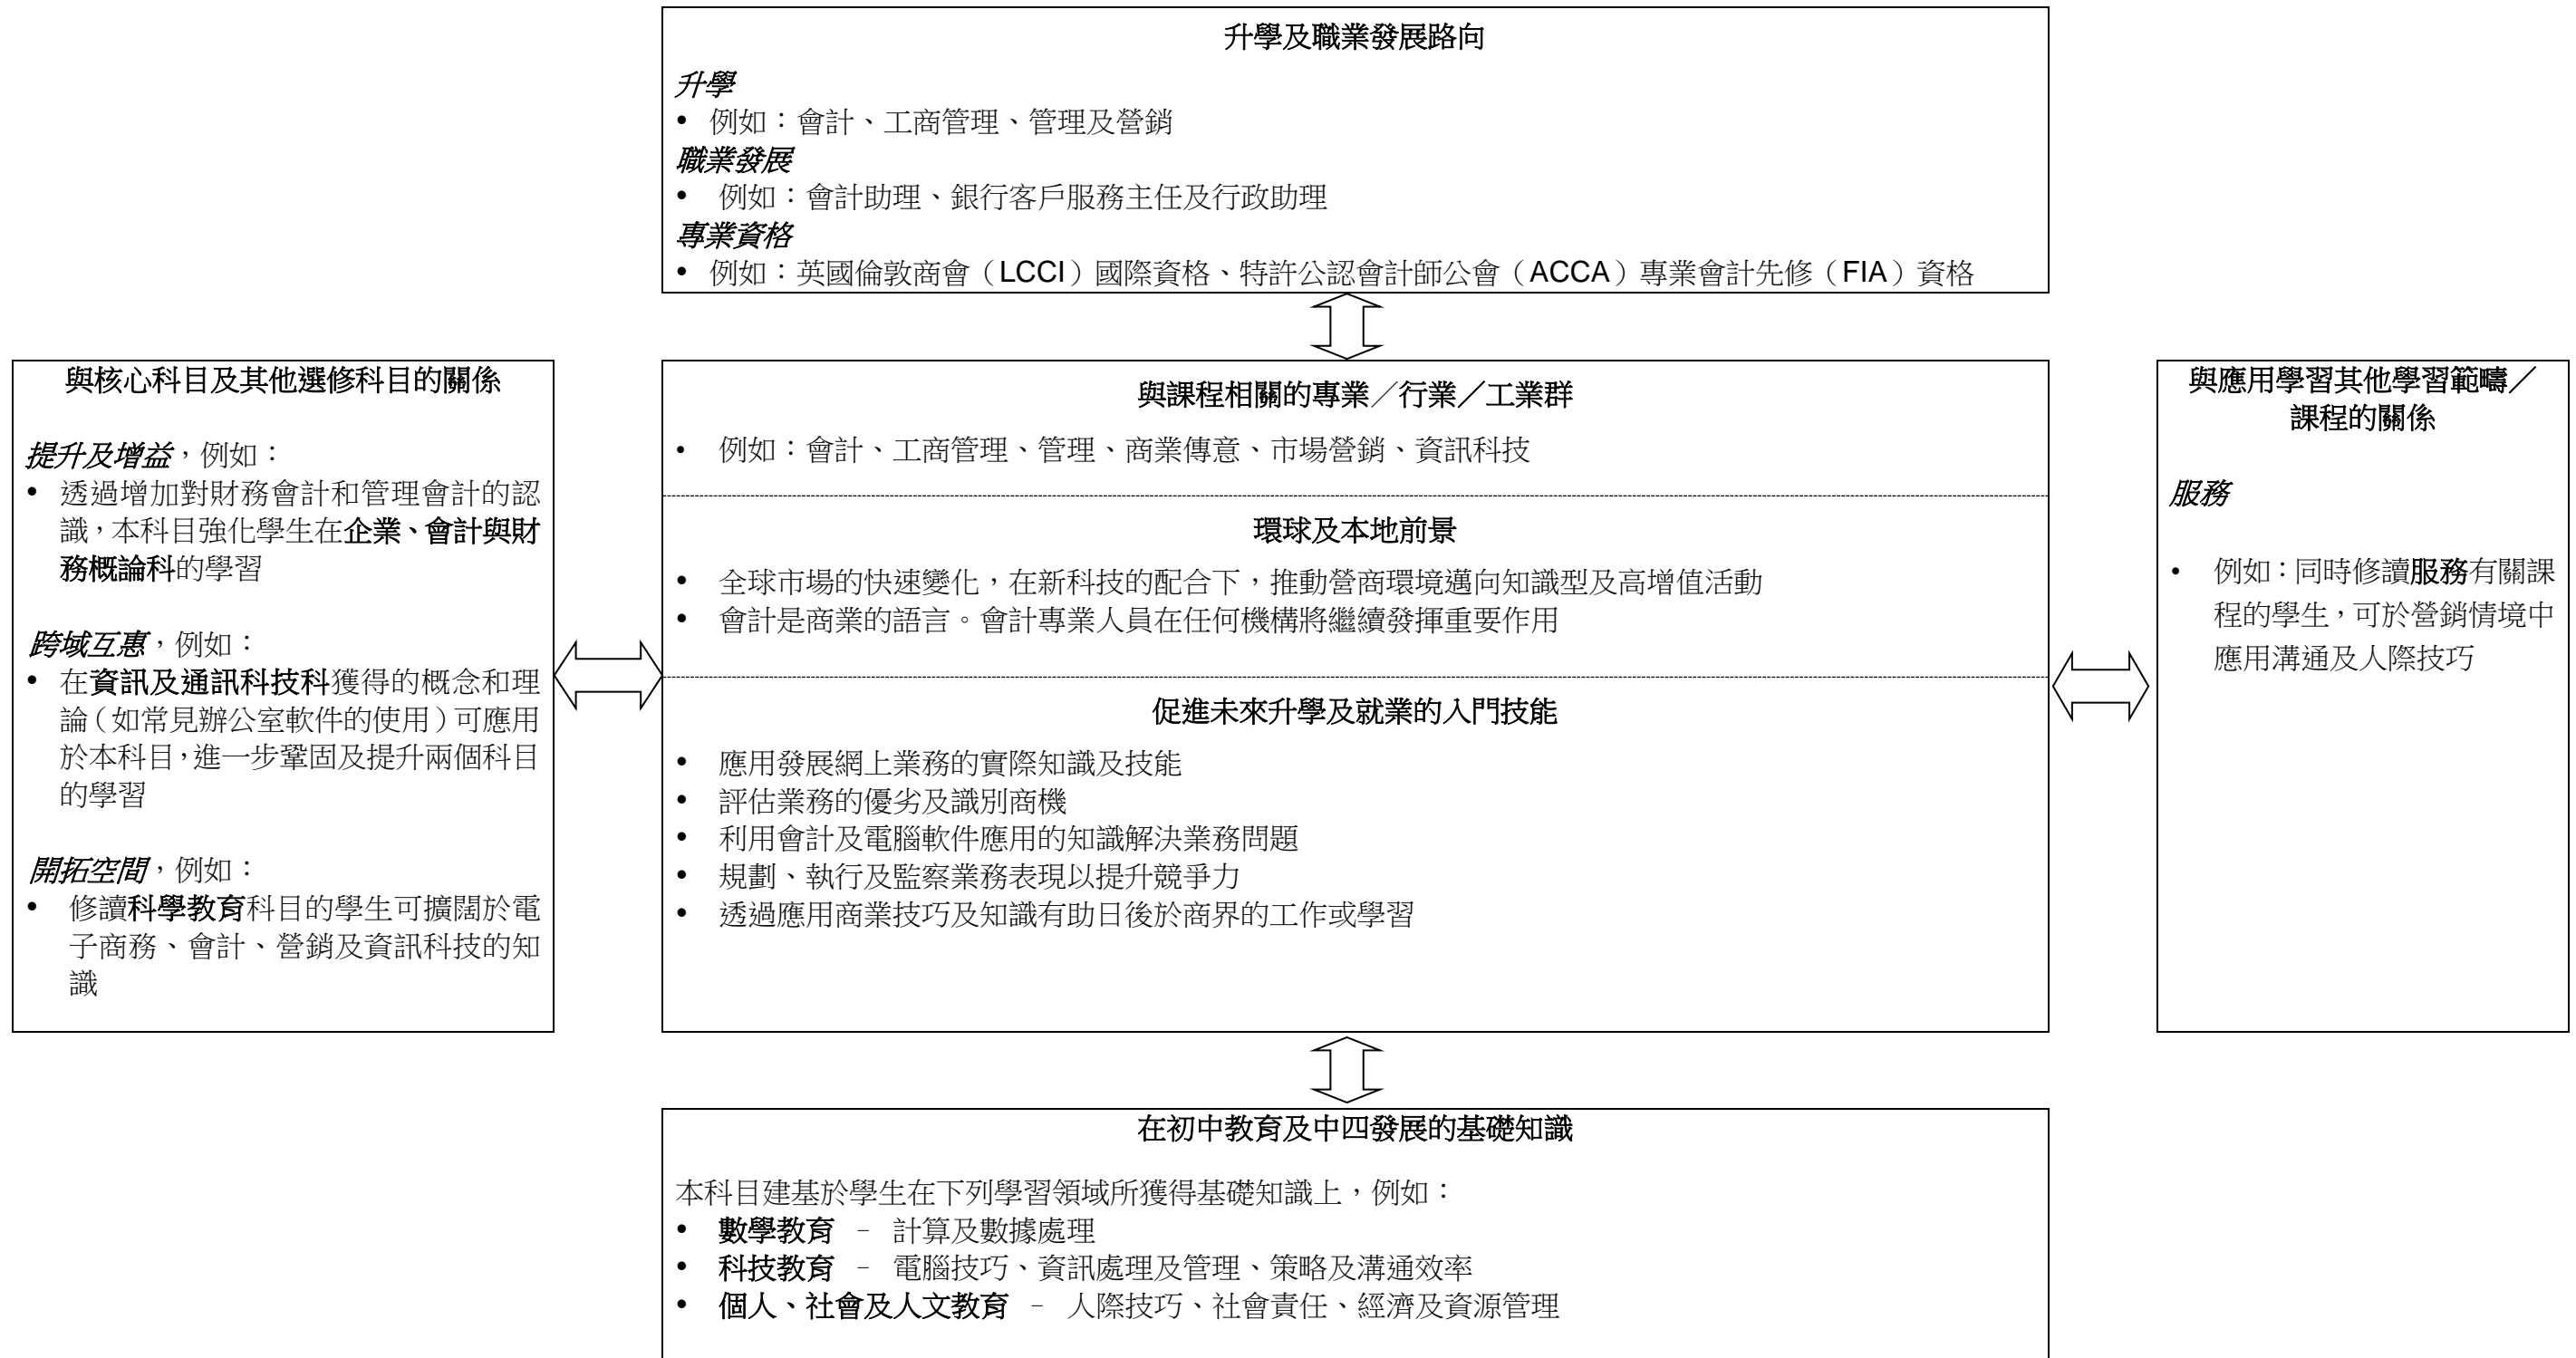 升學及職業發展路向
升學
• 例如：會計、工商管理、管理及營銷
職業發展
• 例如：會計助理、銀行客戶服務主任及行政助理
專業資格
• 例如：英國倫敦商會（LCCI）國際資格、特許公認會計師公會（ACCA）專業會計先修（FIA）資格
與核心科目及其他選修科目的關係
提升及增益，例如：
• 透過增加對財務會計和管理會計的認
識，本科目強化學生在企業、會計與財
務概論科的學習
跨域互惠，例如：
• 在資訊及通訊科技科獲得的概念和理
論（如常見辦公室軟件的使用）可應用
於本科目，進一步鞏固及提升兩個科目
的學習
開拓空間，例如：
• 修讀科學教育科目的學生可擴闊於電
子商務、會計、營銷及資訊科技的知
識
與課程相關的專業／行業／工業群
• 例如：會計、工商管理、管理、商業傳意、市場營銷、資訊科技
環球及本地前景
• 全球市場的快速變化，在新科技的配合下，推動營商環境邁向知識型及高增值活動
• 會計是商業的語言。會計專業人員在任何機構將繼續發揮重要作用
促進未來升學及就業的入門技能
• 應用發展網上業務的實際知識及技能
• 評估業務的優劣及識別商機
• 利用會計及電腦軟件應用的知識解決業務問題
• 規劃、執行及監察業務表現以提升競爭力
• 透過應用商業技巧及知識有助日後於商界的工作或學習
與應用學習其他學習範疇／
課程的關係
服務
• 例如：同時修讀服務有關課
程的學生，可於營銷情境中
應用溝通及人際技巧
在初中教育及中四發展的基礎知識
本科目建基於學生在下列學習領域所獲得基礎知識上，例如：
• 數學教育 – 計算及數據處理
• 科技教育 – 電腦技巧、資訊處理及管理、策略及溝通效率
• 個人、社會及人文教育 – 人際技巧、社會責任、經濟及資源管理